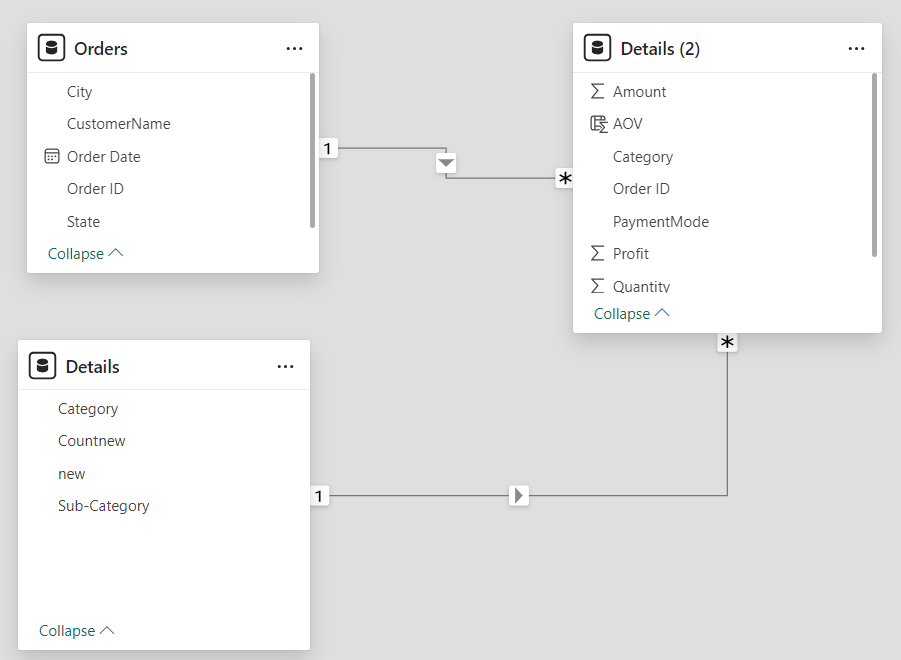 Orders
City
CustomerName
Order Date
Order ID
State
Collapse
1
*
Details (2)
Amount
AOV
Category
Order ID
PaymentMode
Profit
Quantity
Collapse
*
Details
Category
Countnew
new
Sub-Category
Collapse
1